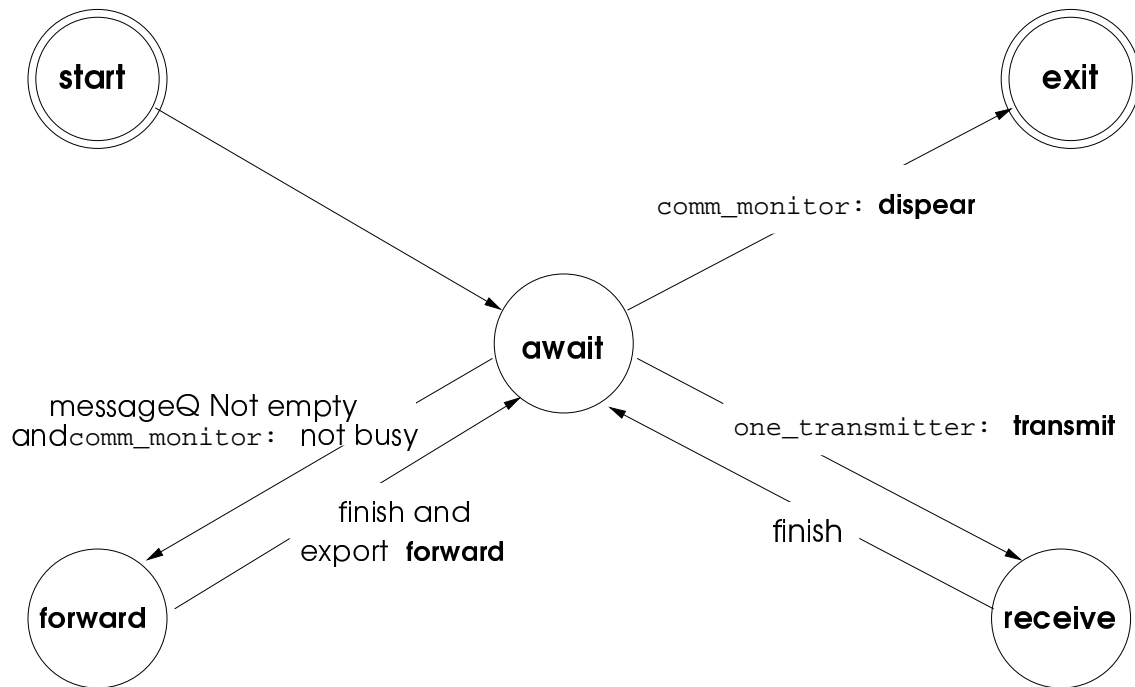 start
exit
comm_monitor: dispear
await
messageQ Not empty
andcomm_monitor: not busy
one_transmitter: transmit
finish and
export forward
finish
forward
receive